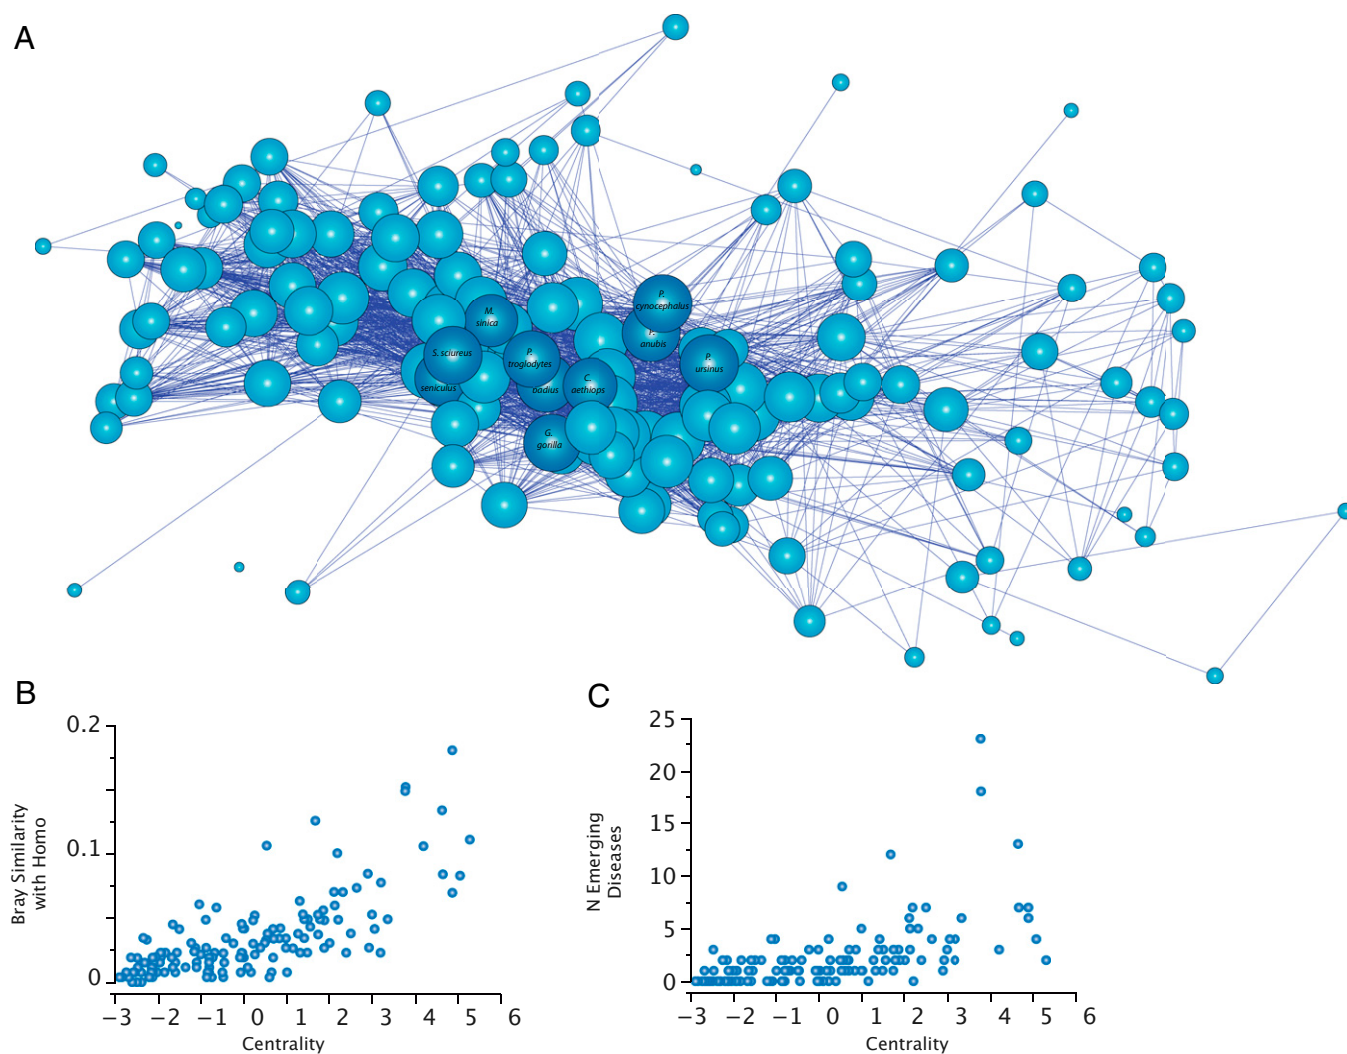 A
P.
cynocephalus
anubis
M.
sinica
S. sciureus
P.
troglodytes
P.
ursinus
seniculus
badius
C.
aethiops
G.
gorilla
B
C
0.2
0.1
0
Bray Similarity
with Homo
−3 −2 −1 0 1 2 3 4 5 6
Centrality
25
20
15
10
5
0
N Emerging
Diseases
−3 −2 −1 0 1 2 3 4 5 6
Centrality